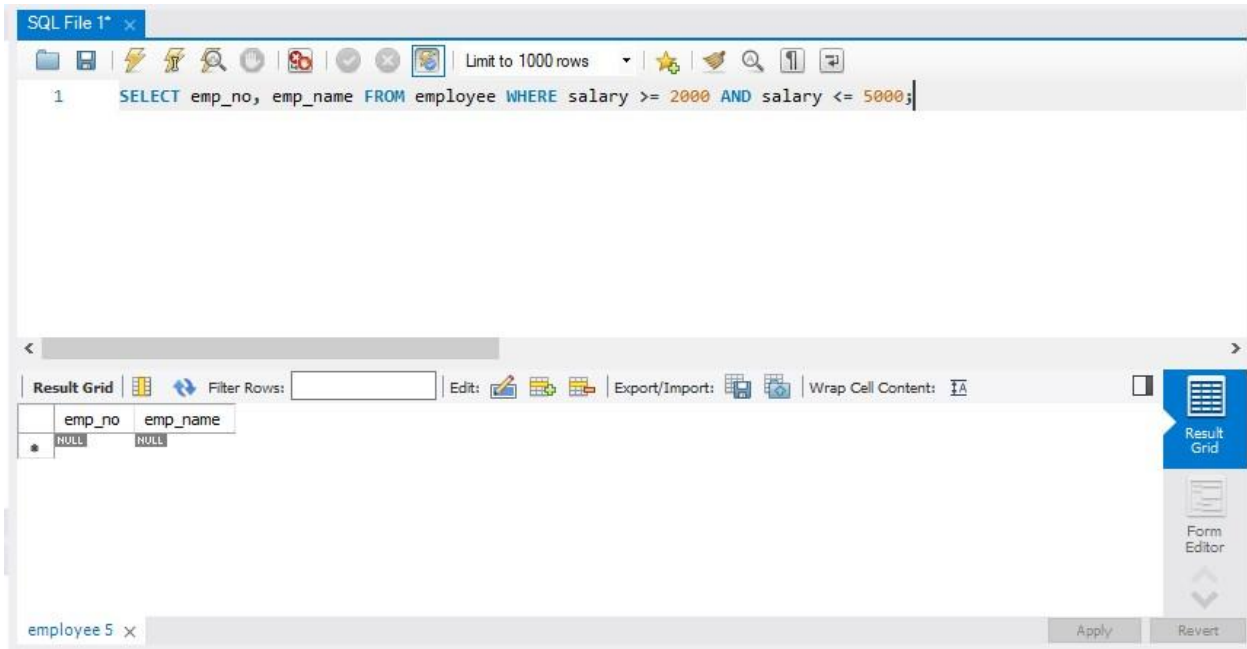 SQL File 1*
Limit to 1000 rows
1 SELECT emp_no, emp_name FROM employee WHERE salary >= 2000 AND salary <= 5000;
Result Grid Filter Rows: Edit: Export/Import: Wrap Cell Content: IA
emp_no emp_name
NULL NULL
Result
Grid
Form
Editor
employee 5 Apply Revert